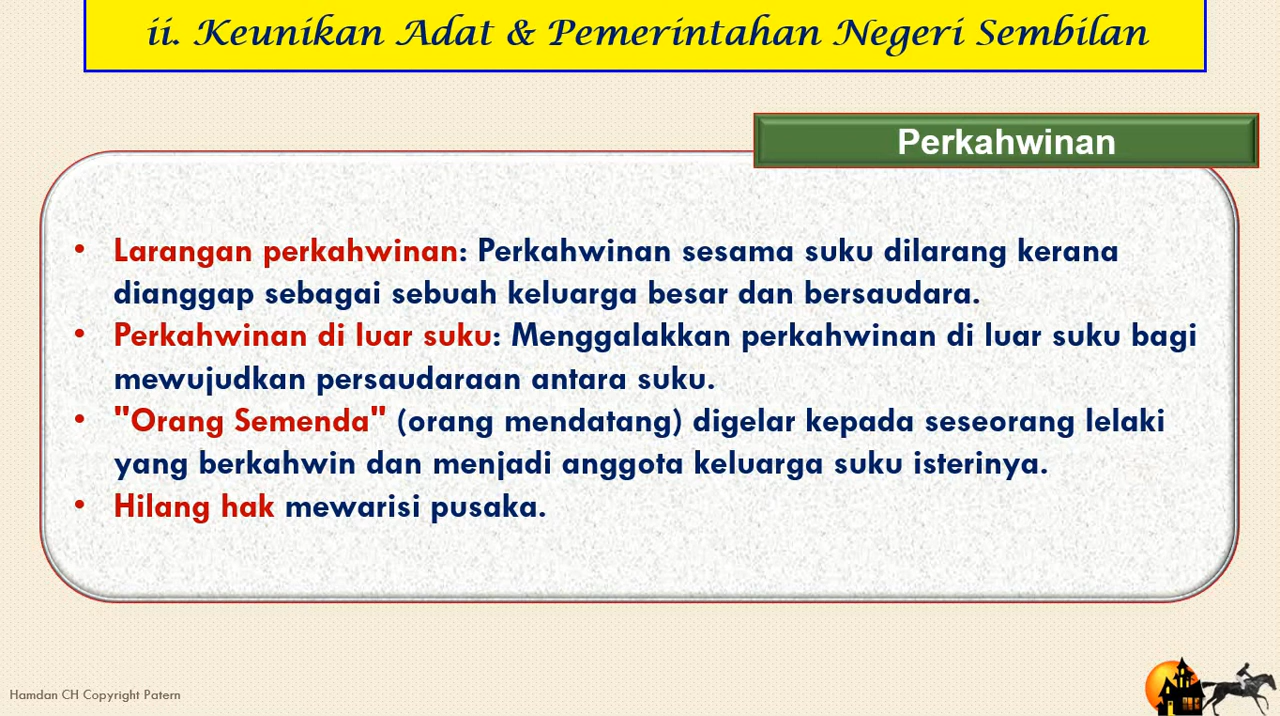 ii. Keunikan Adat & Pemerintahan Negeri Sembilan
Perkahwinan
• Larangan perkahwinan: Perkahwinan sesama suku dilarang kerana
dianggap sebagai sebuah keluarga besar dan bersaudara.
• Perkahwinan di luar suku: Menggalakkan perkahwinan di luar suku bagi
mewujudkan persaudaraan antara suku.
• "Orang Semenda" (orang mendatang) digelar kepada seseorang lelaki
yang berkahwin dan menjadi anggota keluarga suku isterinya.
• Hilang hak mewarisi pusaka.
Hamdan CH Copyright Patern